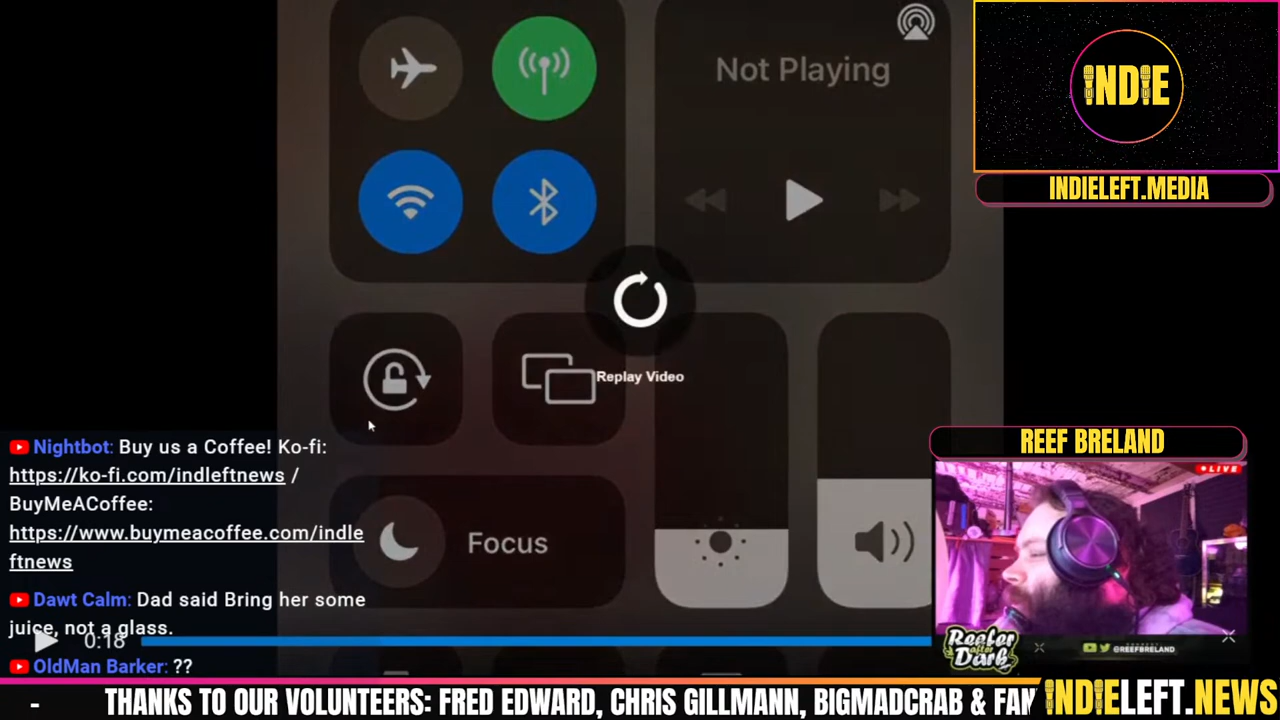 Not Playing
INDIE
INDIELEFT.MEDIA
Replay Video
Focus
Nightbot: Buy us a Coffee! Ko-fi:
https://ko-fi.com/indleftnews /
BuyMeACoffee:
https://www.buymeacoffee.com/indle
ftnews
Dawt Calm: Dad said Bring her some
juice, not a glass.
0:18
OldMan Barker: ??
REEF BRELAND
LIVE
Reefer
after
Dark
@REEFBRELAND
- THANKS TO OUR VOLUNTEERS: FRED EDWARD, CHRIS GILLMANN, BIGMADCRAB & FAN
INDIELEFT.NEWS